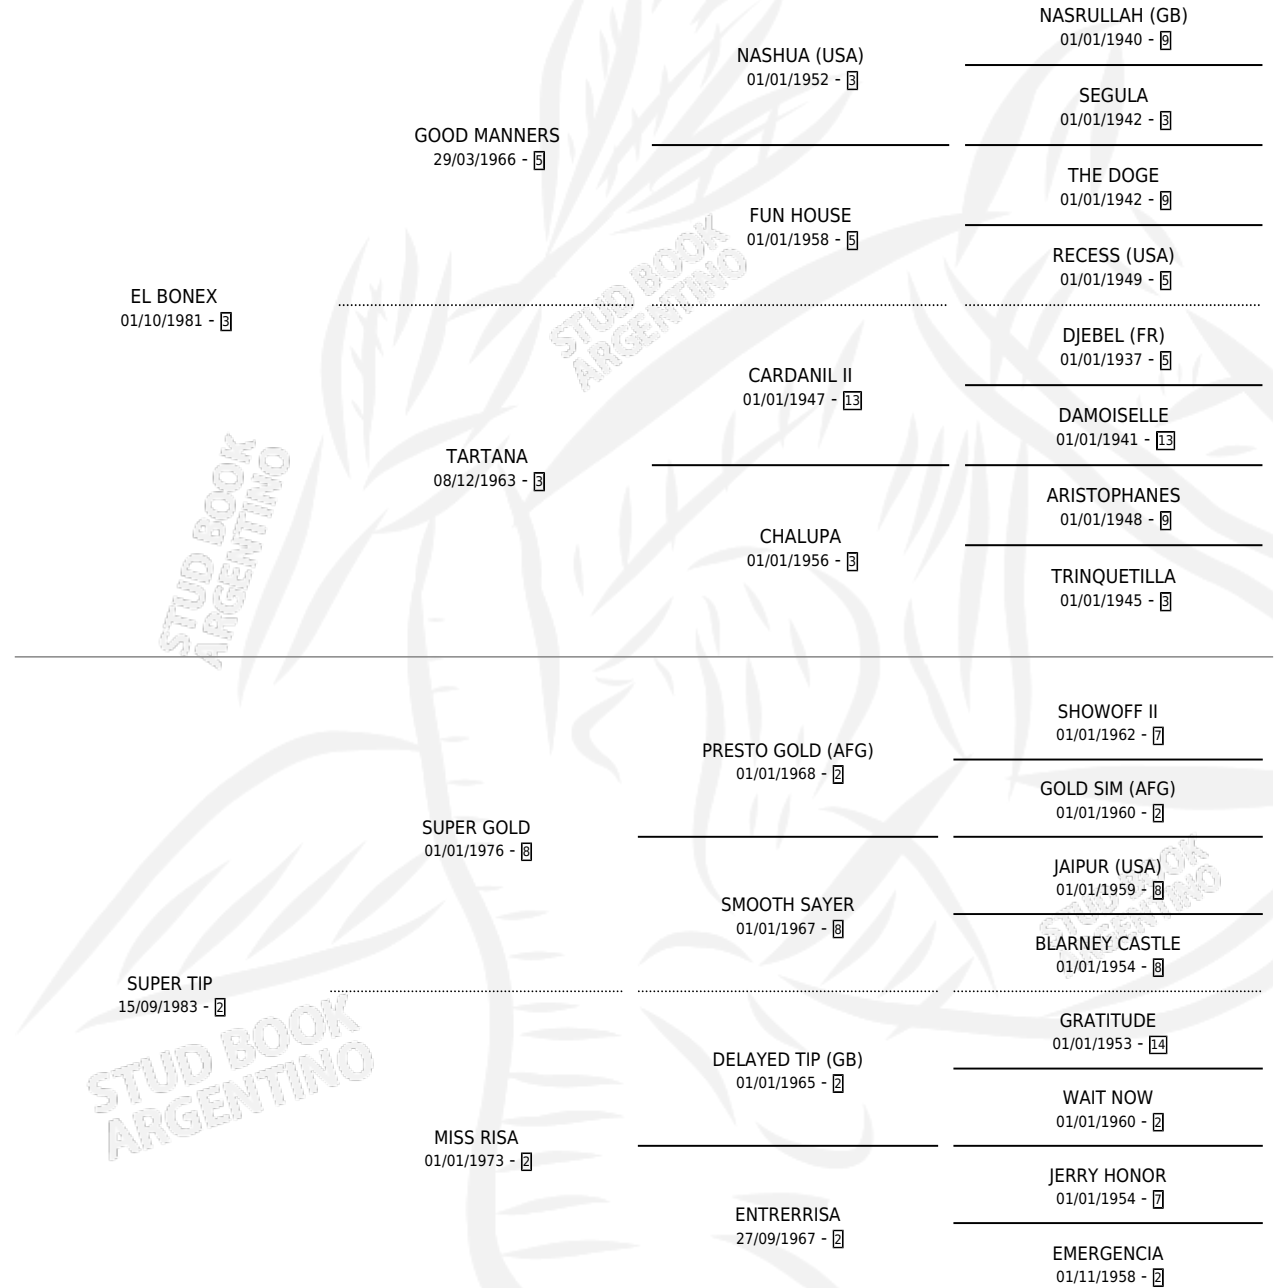 NASRULLAH (GB)
01/01/1940 - 9
NASHUA (USA)
01/01/1952 - 3
SEGULA
01/01/1942 - 3
GOOD MANNERS
29/03/1966 - 5
THE DOGE
01/01/1942 - 9
FUN HOUSE
01/01/1958 - 5
RECESS (USA)
01/01/1949 - 5
EL BONEX
01/10/1981 - 3
STUD BOOK
ARGENTINO
DJEBEL (FR)
01/01/1937 - 5
CARDANIL II
01/01/1947 - 13
DAMOISELLE
01/01/1941 - 13
TARTANA
08/12/1963 - 3
ARISTOPHANES
01/01/1948 - 9
CHALUPA
01/01/1956 - 3
TRINQUETILLA
01/01/1945 - 3
STUD BOOK
ARGENTINO
SHOWOFF II
01/01/1962 - 7
PRESTO GOLD (AFG)
01/01/1968 - 2
GOLD SIM (AFG)
01/01/1960 - 2
SUPER GOLD
01/01/1976 - 8
JAIPUR (USA)
01/01/1959 - 8
SMOOTH SAYER
01/01/1967 - 8
STUD BOOK
ARGENTINO
BLARNEY CASTLE
01/01/1954 - 8
SUPER TIP
15/09/1983 - 2
GRATITUDE
01/01/1953 - 14
DELAYED TIP (GB)
01/01/1965 - 2
WAIT NOW
01/01/1960 - 2
STUD BOOK
ARGENTINO
MISS RISA
01/01/1973 - 2
JERRY HONOR
01/01/1954 - 7
ENTRERRISA
27/09/1967 - 2
EMERGENCIA
01/11/1958 - 2